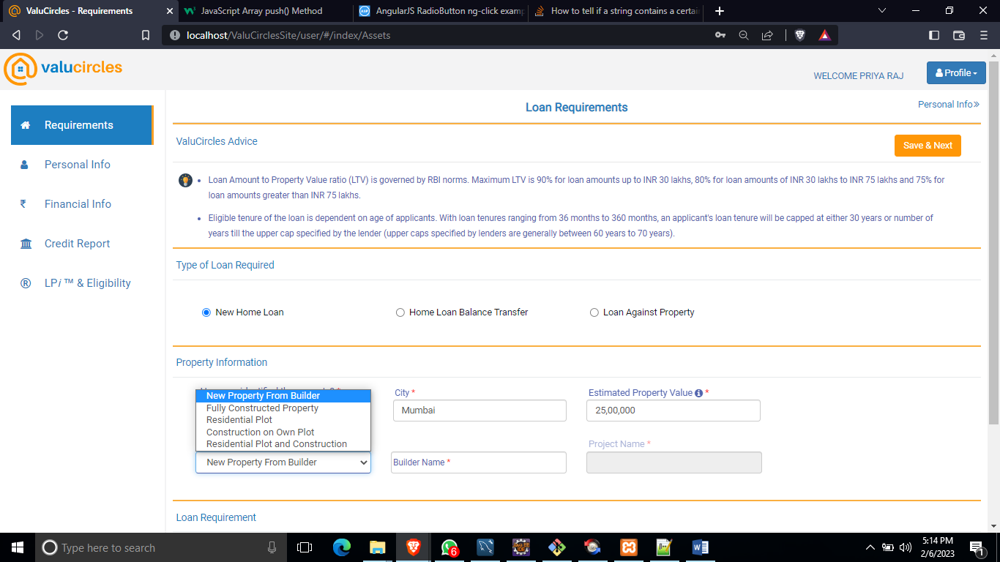 ValuCircles - Requirements
JavaScript Array push() Method
AngularJS RadioButton ng-click examp
How to tell if a string contains a certai
localhost/ValuCirclesSite/user/#/index/Assets
valucircles
WELCOME PRIYA RAJ
Profile
Requirements
Personal Info
₹ Financial Info
Credit Report
® LPi ™ & Eligibility
Loan Requirements
Personal Info»
ValuCircles Advice
Save & Next
• Loan Amount to Property Value ratio (LTV) is governed by RBI norms. Maximum LTV is 90% for loan amounts up to INR 30 lakhs, 80% for loan amounts of INR 30 lakhs to INR 75 lakhs and 75% for
loan amounts greater than INR 75 lakhs.
• Eligible tenure of the loan is dependent on age of applicants. With loan tenures ranging from 36 months to 360 months, an applicant's loan tenure will be capped at either 30 years or number of
years till the upper cap specified by the lender (upper caps specified by lenders are generally between 60 years to 70 years).
Type of Loan Required
New Home Loan
Home Loan Balance Transfer
Loan Against Property
Property Information
New Property From Builder
Fully Constructed Property
Residential Plot
Construction on Own Plot
Residential Plot and Construction
New Property From Builder
City *
Mumbai
Estimated Property Value *
25,00,000
Builder Name *
Project Name *
Loan Requirement
Type here to search
6
5:14 PM
2/6/2023
1